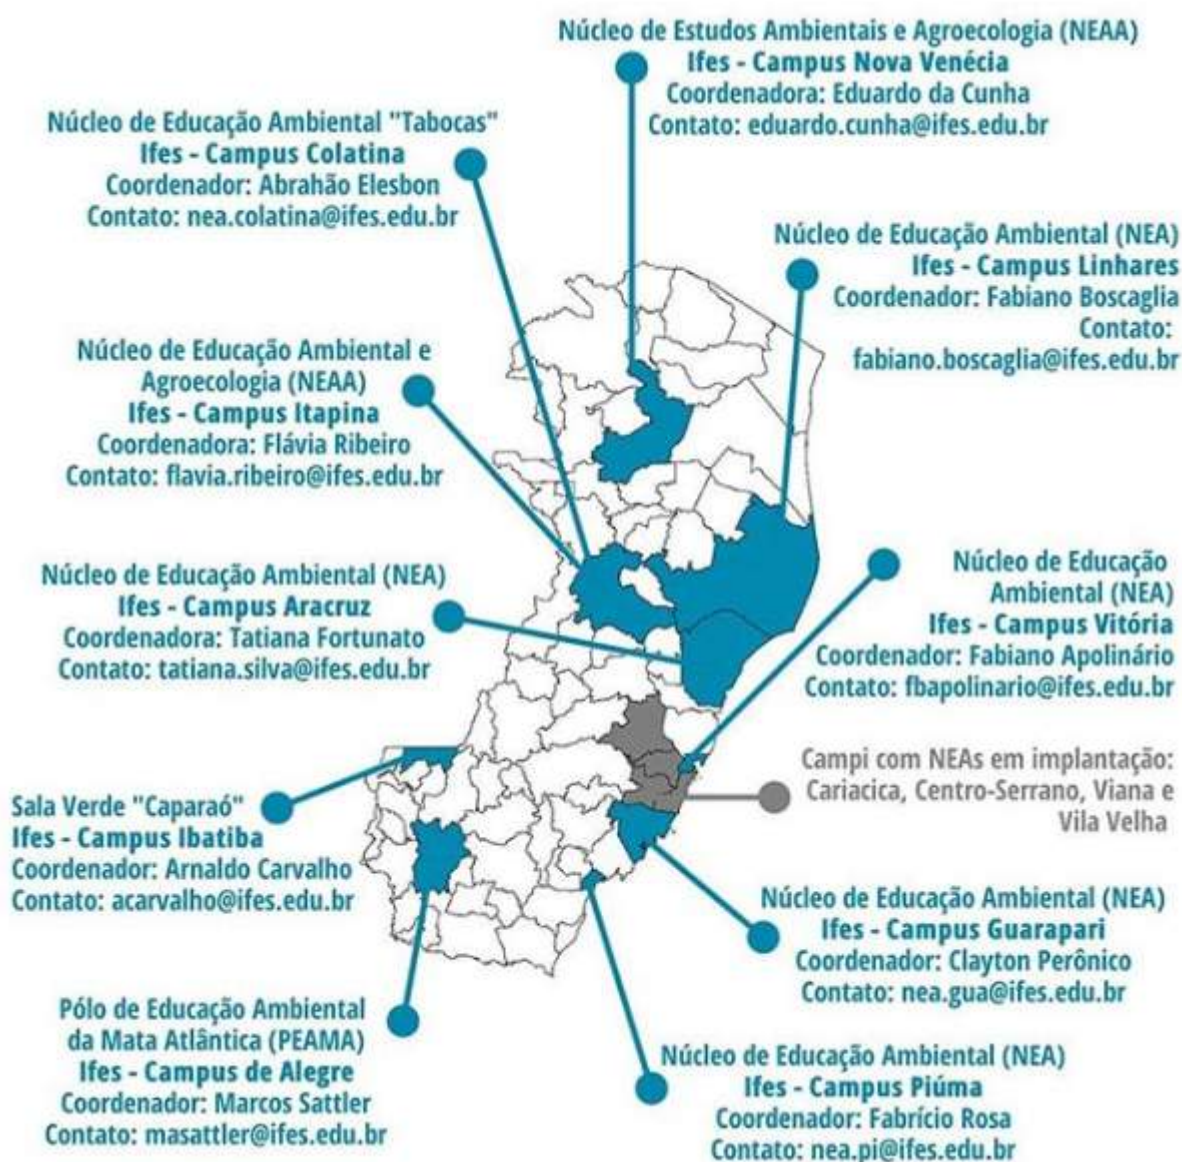 Núcleo de Estudos Ambientais e Agroecologia (NEAA)
Ifes - Campus Nova Venécia
Coordenadora: Eduardo da Cunha
Contato: eduardo.cunha@ifes.edu.br
Núcleo de Educação Ambiental "Tabocas"
Ifes - Campus Colatina
Coordenador: Abrahão Elesbon
Contato: nea.colatina@ifes.edu.br
Núcleo de Educação Ambiental (NEA)
Ifes - Campus Linhares
Coordenador: Fabiano Boscaglia
Contato:
fabiano.boscaglia@ifes.edu.br
Núcleo de Educação Ambiental e
Agroecologia (NEAA)
Ifes - Campus Itapina
Coordenadora: Flávia Ribeiro
Contato: flavia.ribeiro@ifes.edu.br
Núcleo de Educação Ambiental (NEA)
Ifes - Campus Aracruz
Coordenadora: Tatiana Fortunato
Contato: tatiana.silva@ifes.edu.br
Núcleo de Educação
Ambiental (NEA)
Ifes - Campus Vitória
Coordenador: Fabiano Apolinário
Contato: fbapolinario@ifes.edu.br
Campi com NEAs em implantação:
Cariacica, Centro-Serrano, Viana e
Vila Velha
Sala Verde "Caparaó"
Ifes - Campus Ibatiba
Coordenador: Arnaldo Carvalho
Contato: acarvalho@ifes.edu.br
Núcleo de Educação Ambiental (NEA)
Ifes - Campus Guarapari
Coordenador: Clayton Perônico
Contato: nea.gua@ifes.edu.br
Pólo de Educação Ambiental
da Mata Atlântica (PEAMA)
Ifes - Campus de Alegre
Coordenador: Marcos Sattler
Contato: masattler@ifes.edu.br
Núcleo de Educação Ambiental (NEA)
Ifes - Campus Piúma
Coordenador: Fabrício Rosa
Contato: nea.pi@ifes.edu.br